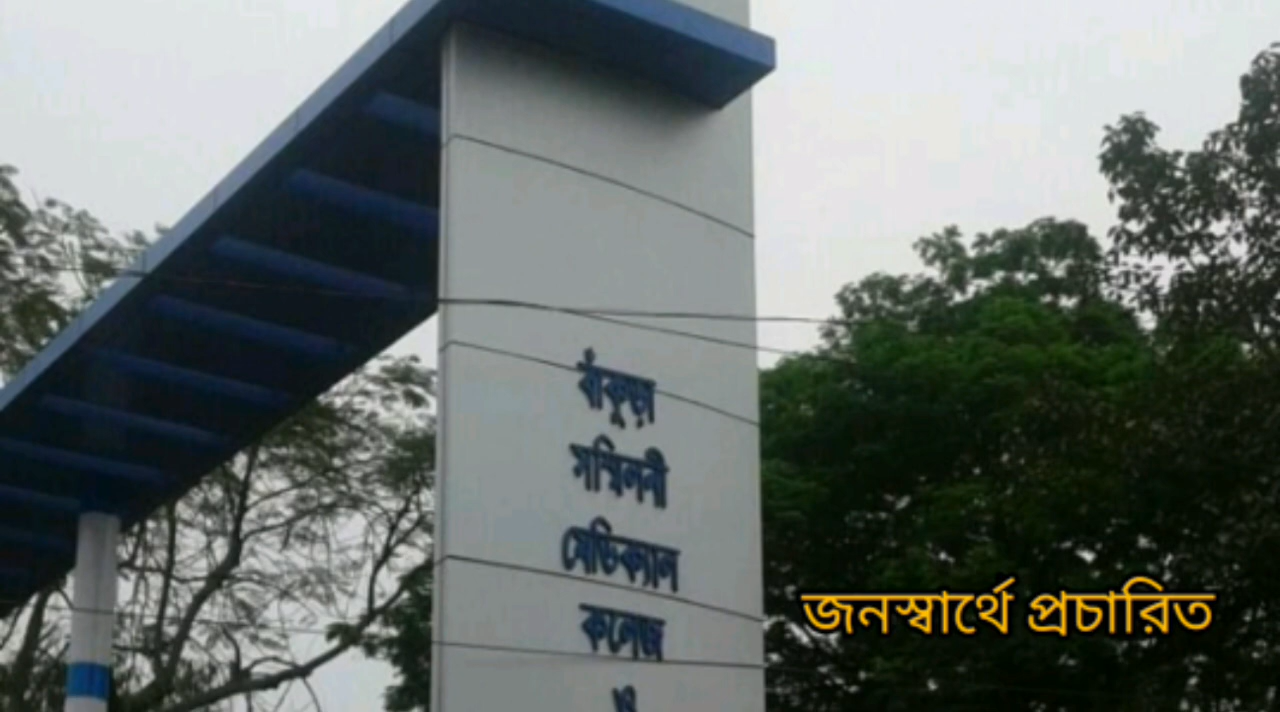 বাঁকুড়া
সম্মিলনী
মেডিক্যাল
কলেজ
ও
জনস্বার্থে প্রচারিত